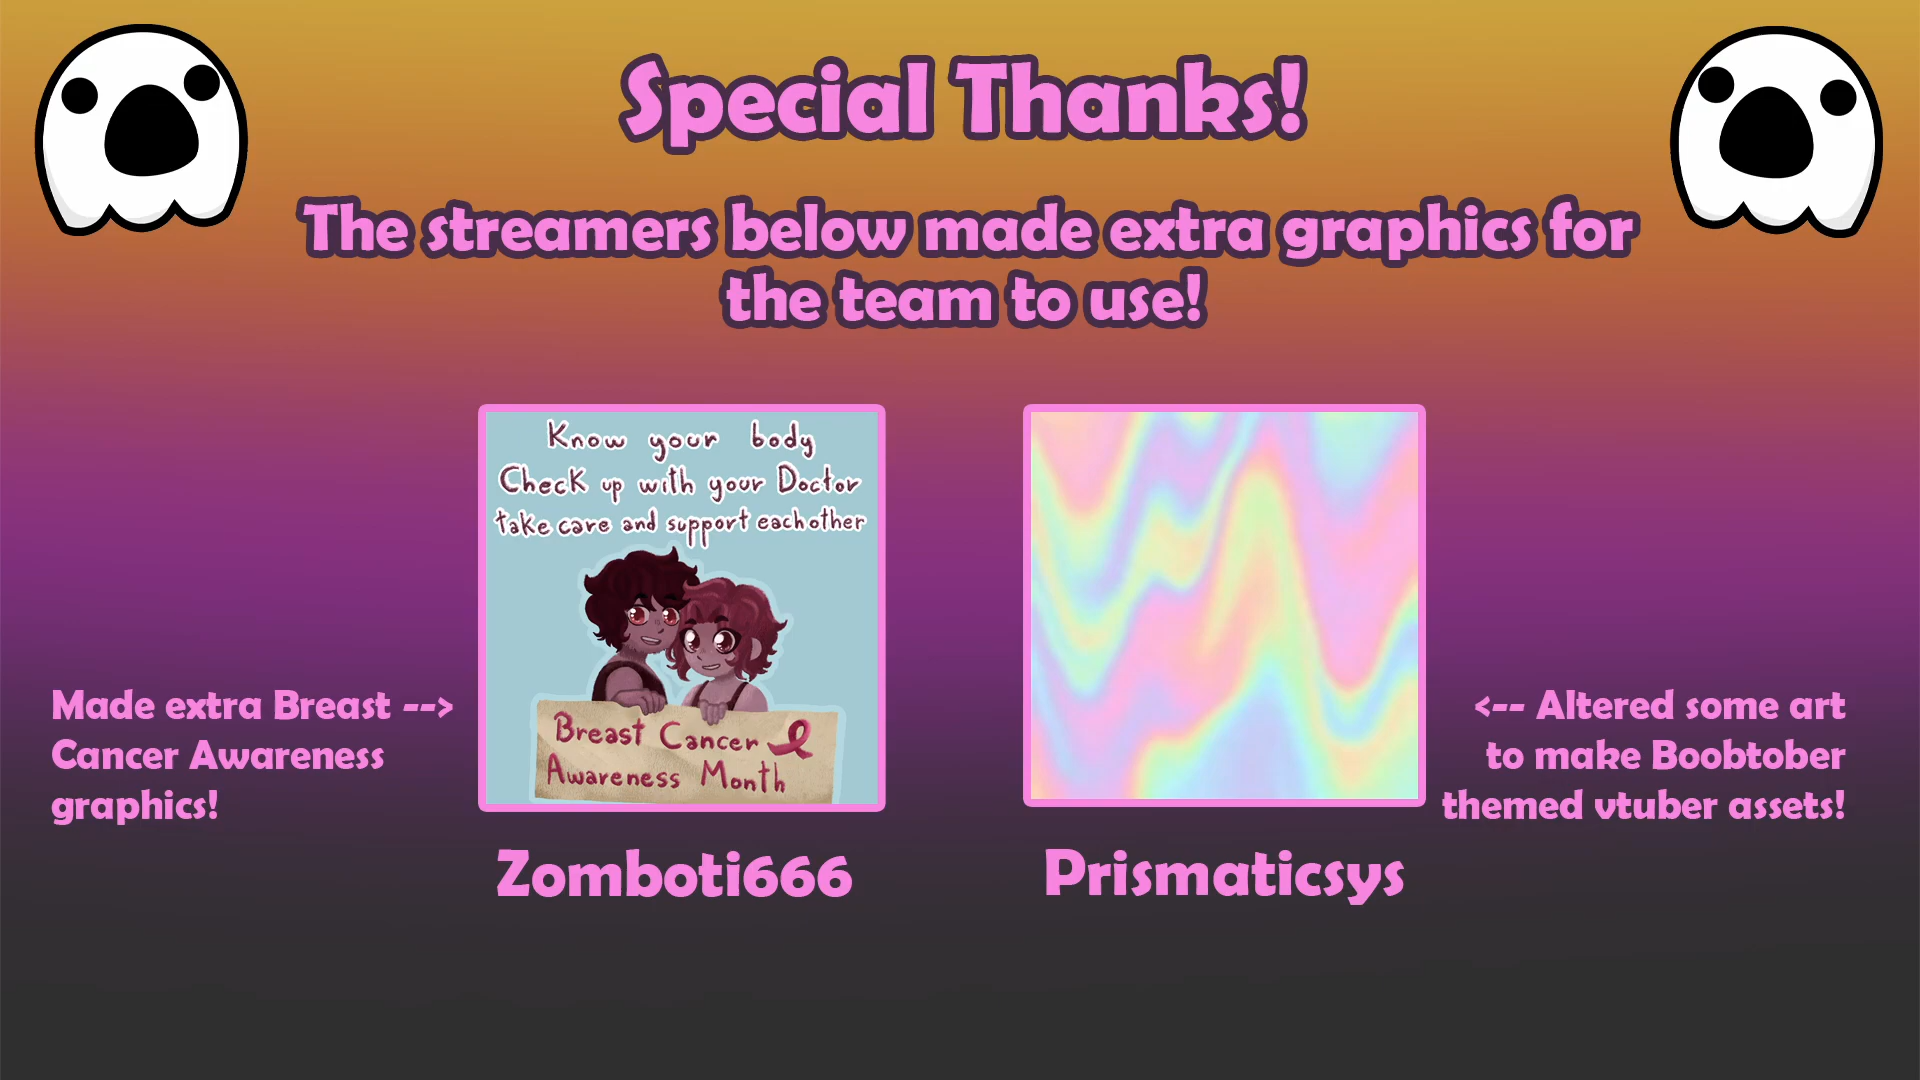 Special Thanks!
The streamers below made extra graphics for
the team to use!
Know your body
Check up with your Doctor
take care and support eachother
Breast Cancer
Awareness Month
Made extra Breast -->
Cancer Awareness
graphics!
<-- Altered some art
to make Boobtober
themed vtuber assets!
Zomboti666
Prismaticsys